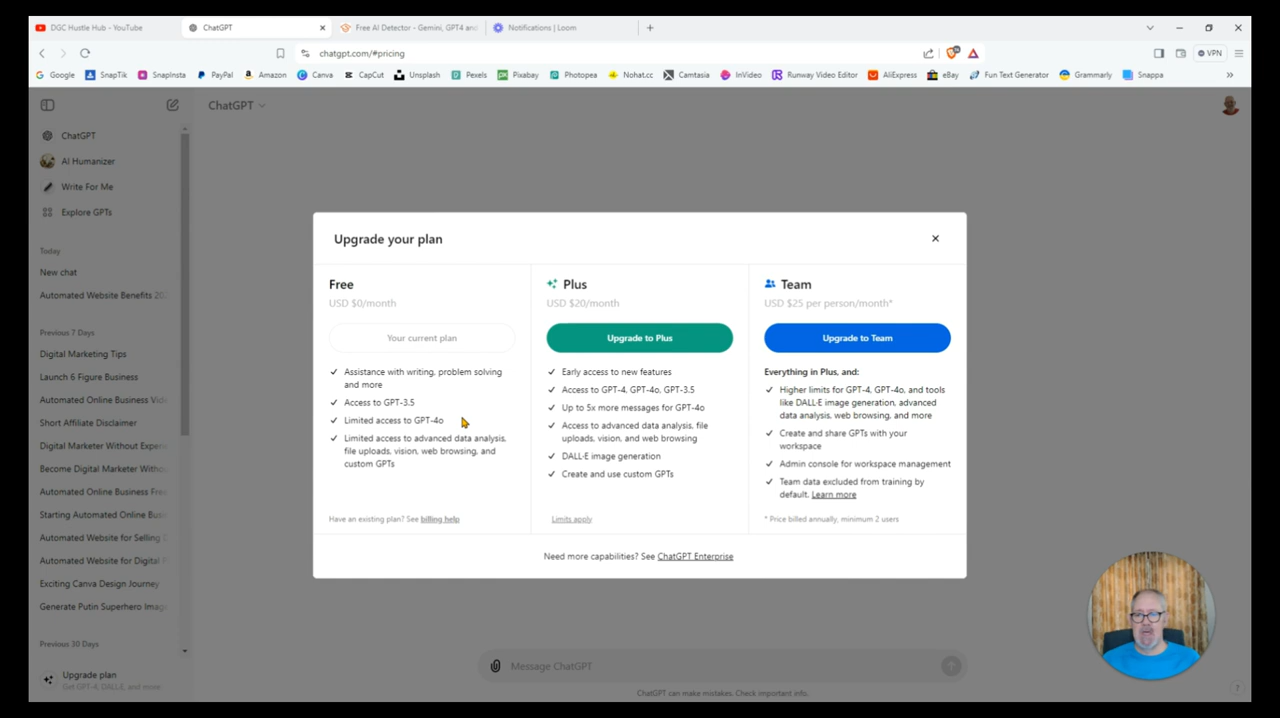 DGC Hustle Hub - YouTube
ChatGPT
Free AI Detector - Gemini, GPT4 and
Notifications | Loom
chatgpt.com/#pricing
VPN
Google
SnapTik
SnapInsta
PayPal
Amazon
Canva
CapCut
Unsplash
Pexels
Pixabay
Photopea
Nohat.cc
Camtasia
InVideo
Runway Video Editor
AliExpress
eBay
Fun Text Generator
Grammarly
Snappa
ChatGPT
ChatGPT
AI Humanizer
Write For Me
Explore GPTs
Today
New chat
Automated Website Benefits 202
Previous 7 Days
Digital Marketing Tips
Launch 6 Figure Business
Automated Online Business Vide
Short Affiliate Disclaimer
Digital Marketer Without Experi
Become Digital Marketer Withou
Automated Online Business Free
Starting Automated Online Busi
Automated Website for Selling
Automated Website for Digital P
Exciting Canva Design Journey
Generate Putin Superhero Imag
Previous 30 Days
Upgrade plan
Get GPT-4, DALL·E, and more
Upgrade your plan
Free
USD $0/month
Your current plan
Assistance with writing, problem solving
and more
Access to GPT-3.5
Limited access to GPT-4o
Limited access to advanced data analysis,
file uploads, vision, web browsing, and
custom GPTs
Have an existing plan? See billing help
Plus
USD $20/month
Upgrade to Plus
Early access to new features
Access to GPT-4, GPT-4o, GPT-3.5
Up to 5x more messages for GPT-4o
Access to advanced data analysis, file
uploads, vision, and web browsing
DALL·E image generation
Create and use custom GPTs
Limits apply
Team
USD $25 per person/month*
Upgrade to Team
Everything in Plus, and:
Higher limits for GPT-4, GPT-4o, and tools
like DALL·E image generation, advanced
data analysis, web browsing, and more
Create and share GPTs with your
workspace
Admin console for workspace management
Team data excluded from training by
default. Learn more
* Price billed annually, minimum 2 users
Need more capabilities? See ChatGPT Enterprise
Message ChatGPT
ChatGPT can make mistakes. Check important info.